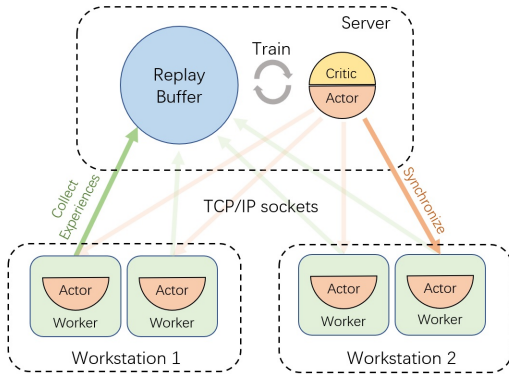 Server
Train
Replay
Buffer
Critic
Actor
Collect
Experiences
Synchronize
TCP/IP sockets
Actor
Worker
Actor
Worker
Actor
Worker
Actor
Worker
Workstation 1
Workstation 2